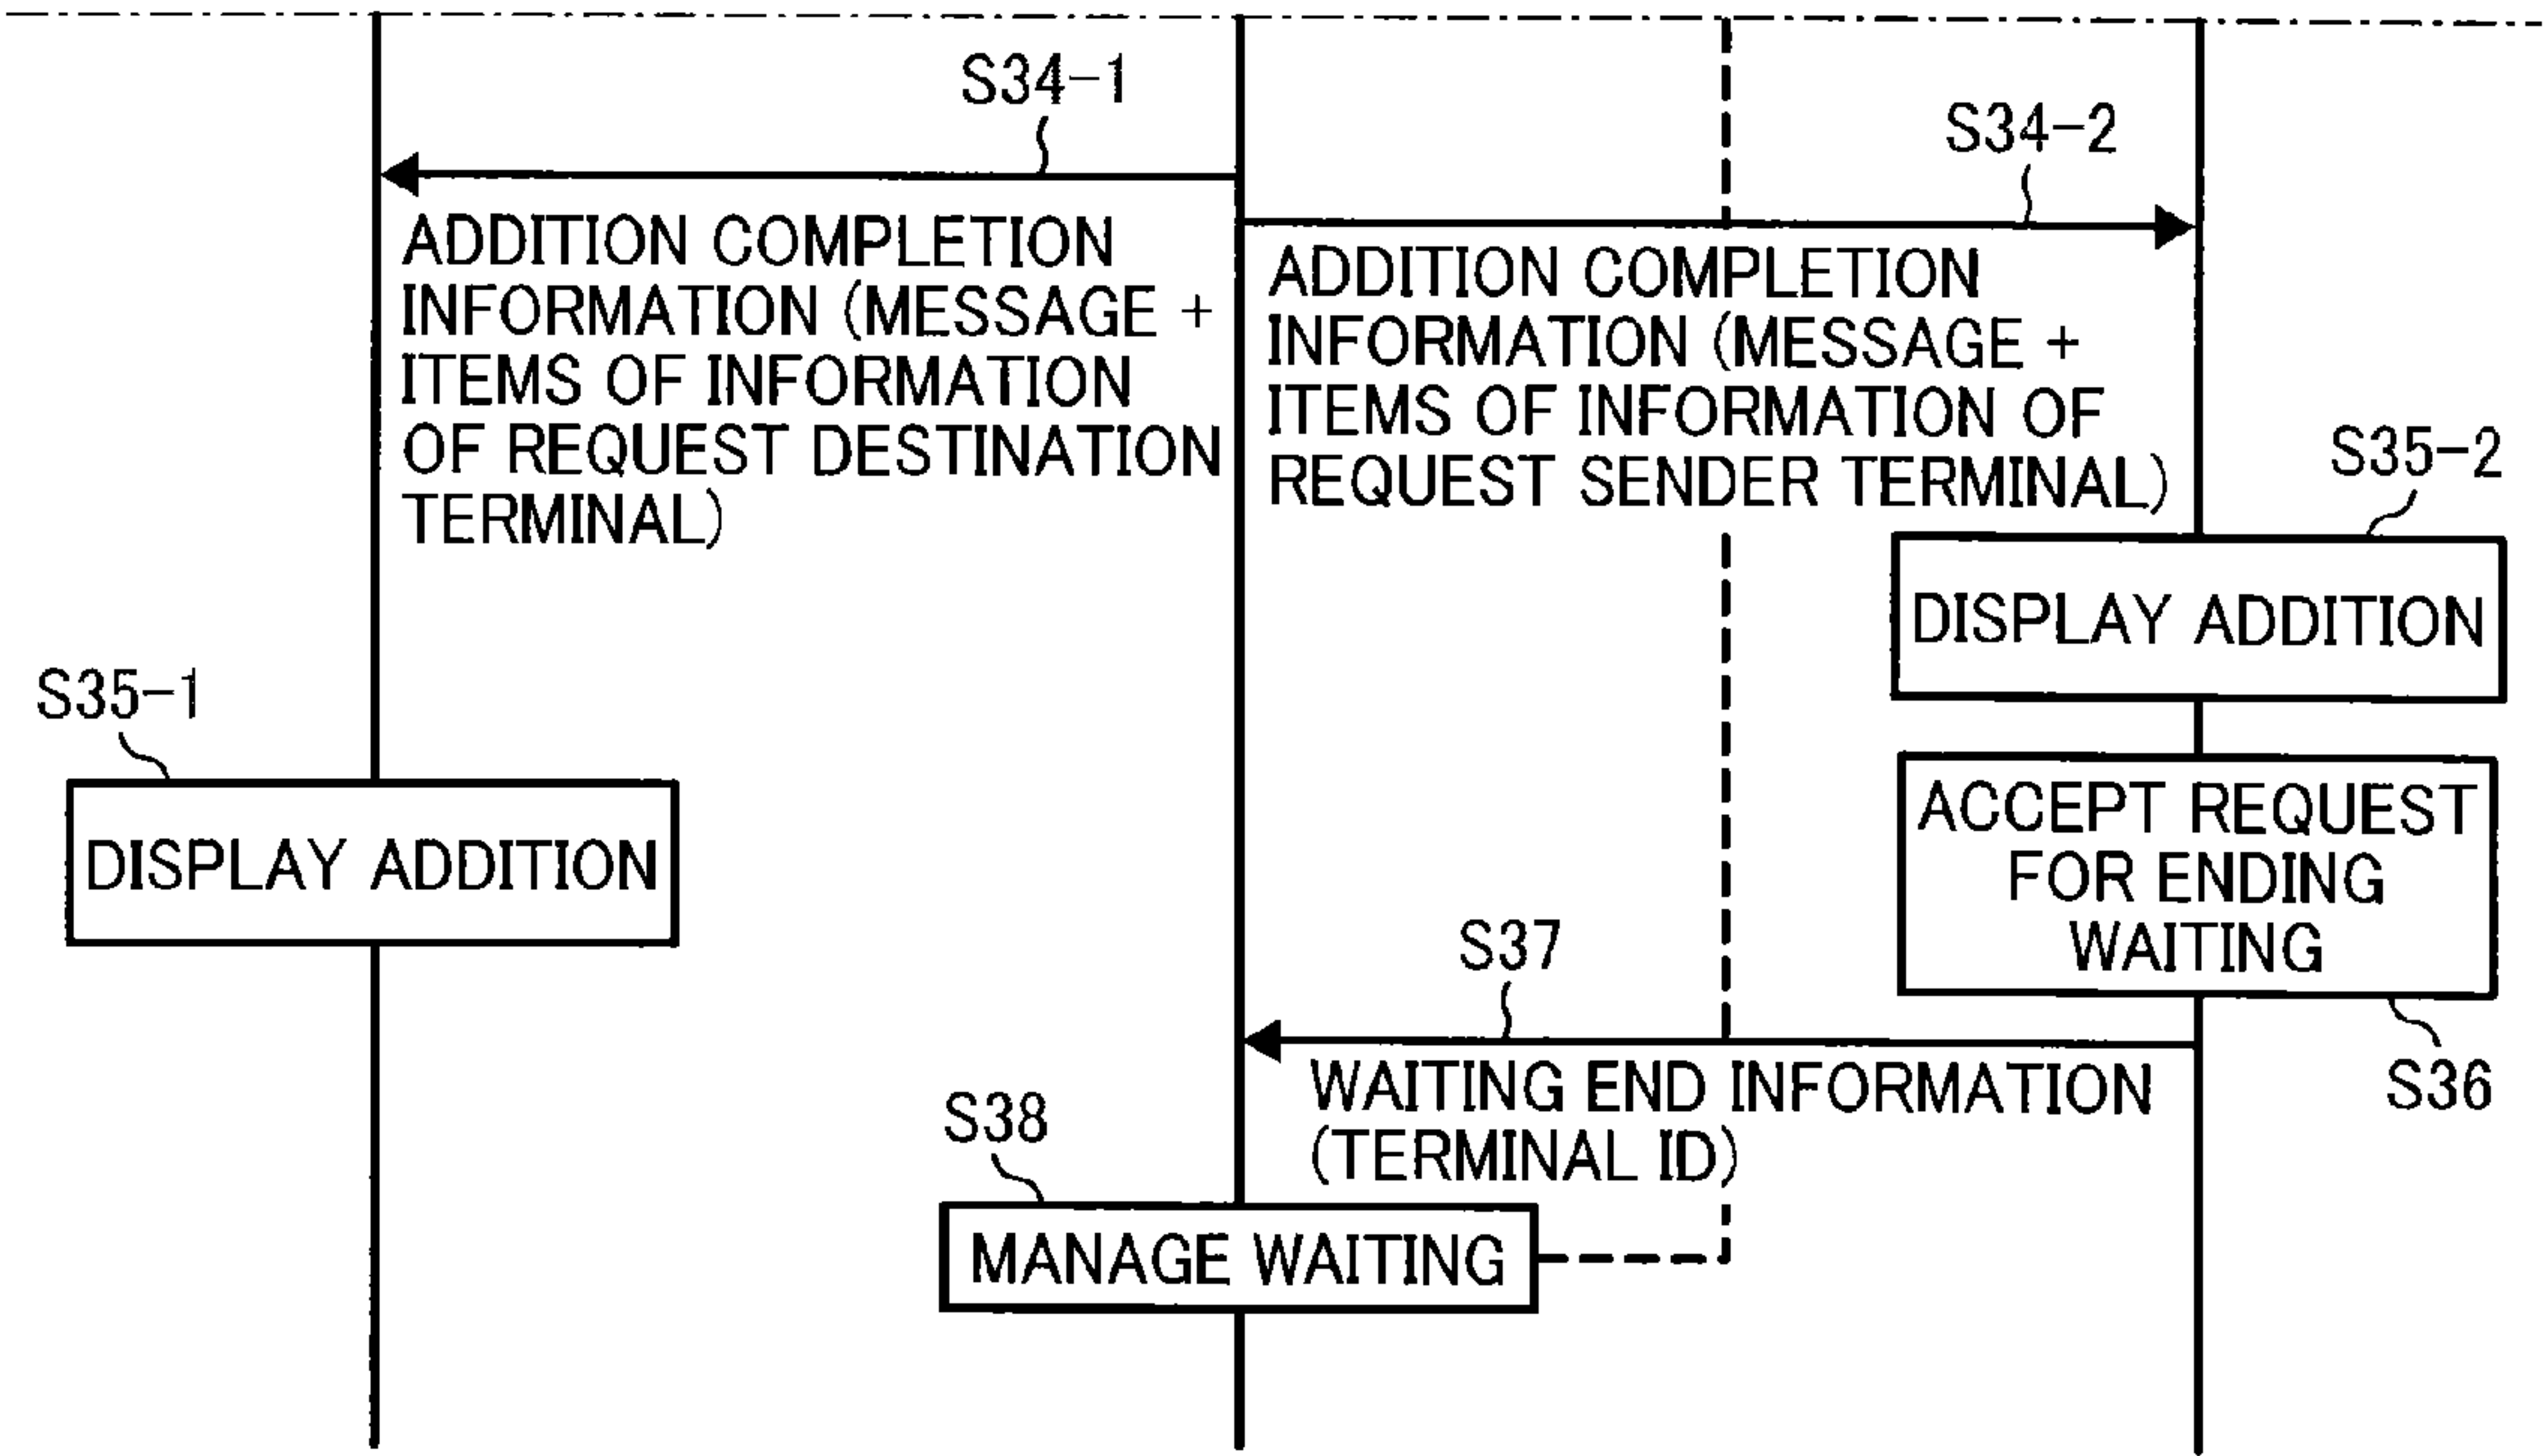 S34-1
S34-2
ADDITION COMPLETION
INFORMATION (MESSAGE +
ITEMS OF INFORMATION
OF REQUEST DESTINATION
TERMINAL)
ADDITION COMPLETION
INFORMATION (MESSAGE +
ITEMS OF INFORMATION OF
REQUEST SENDER TERMINAL)
S35-2
DISPLAY ADDITION
S35-1
DISPLAY ADDITION
ACCEPT REQUEST
FOR ENDING
WAITING
S36
S37
WAITING END INFORMATION
(TERMINAL ID)
S38
MANAGE WAITING